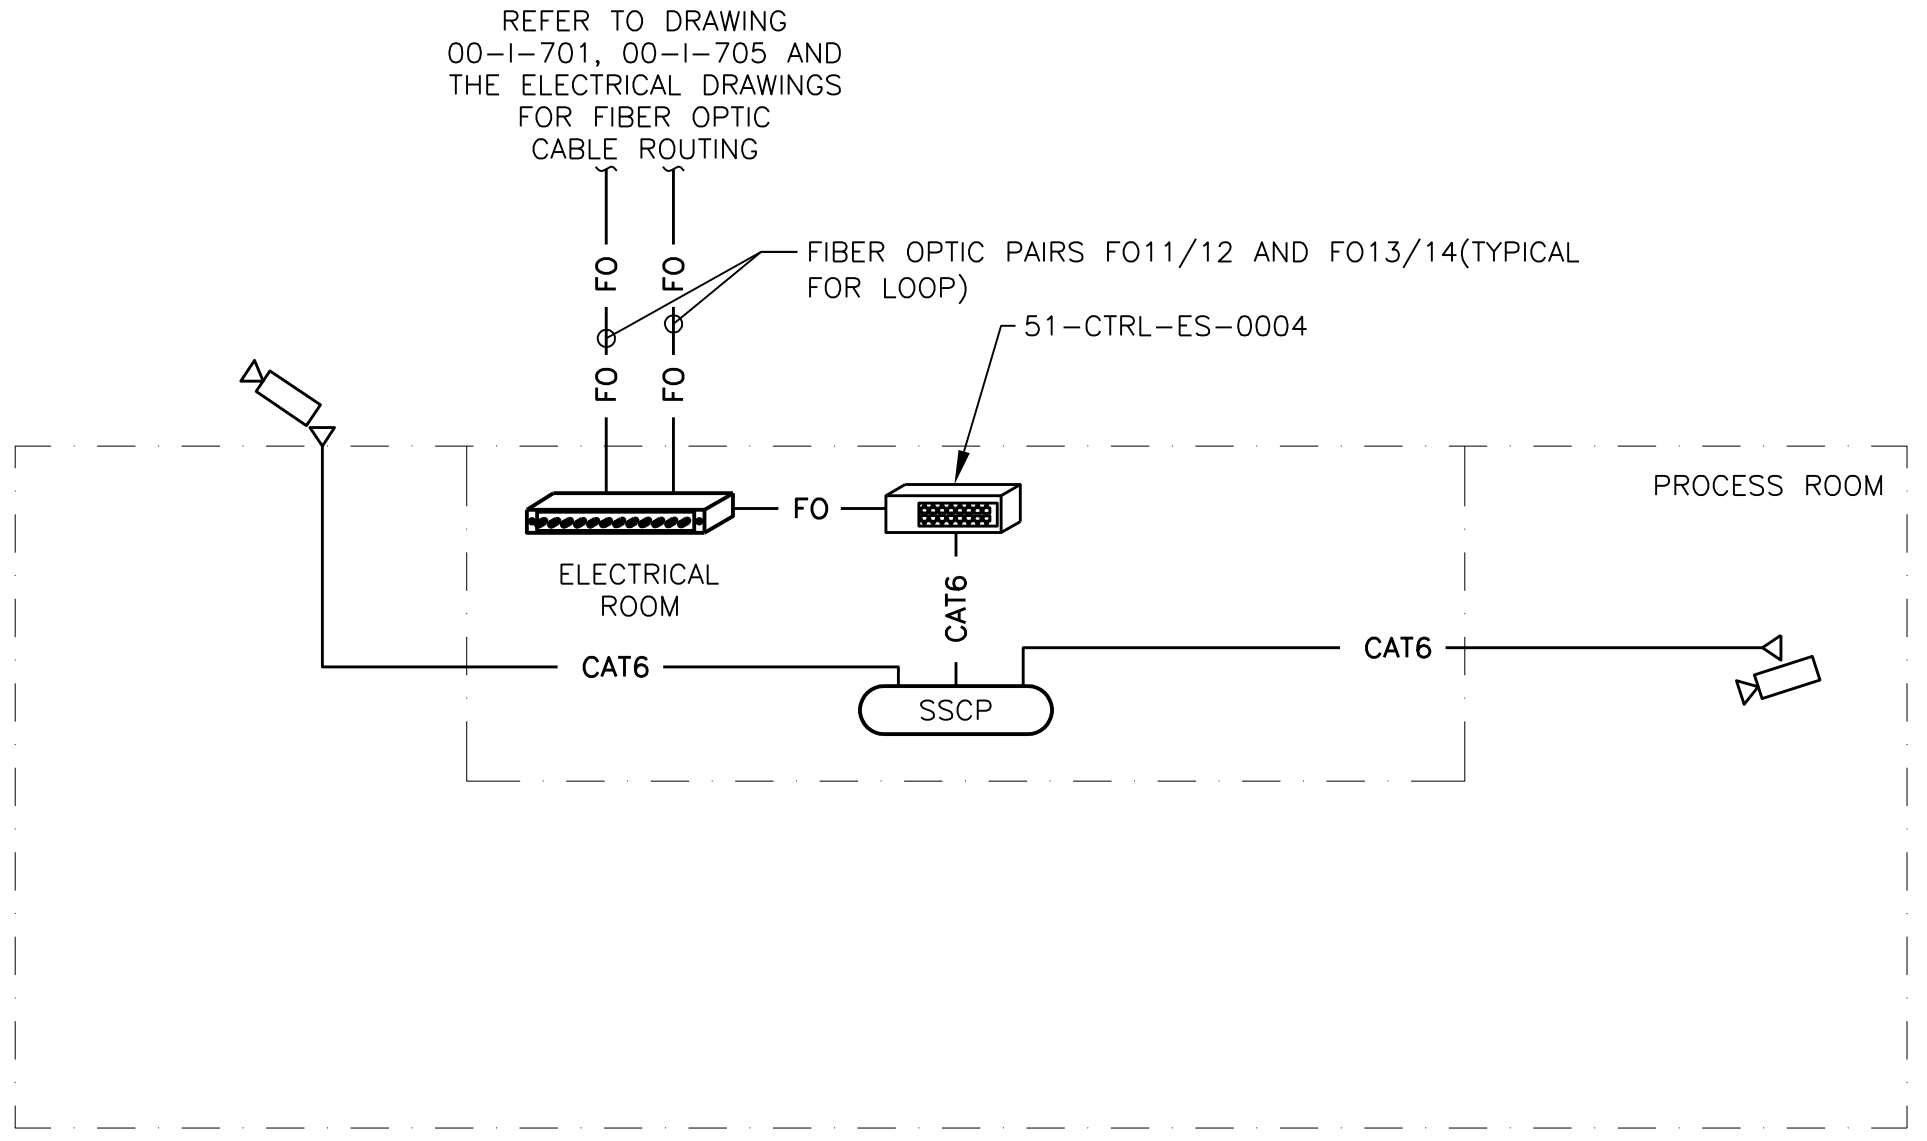 REFER TO DRAWING
00-I-701, 00-I-705 AND
THE ELECTRICAL DRAWINGS
FOR FIBER OPTIC
CABLE ROUTING
FO
FO
FIBER OPTIC PAIRS FO11/12 AND FO13/14(TYPICAL
FOR LOOP)
51-CTRL-ES-0004
FO
FO
PROCESS ROOM
FO
ELECTRICAL
ROOM
CAT6
CAT6
CAT6
SSCP